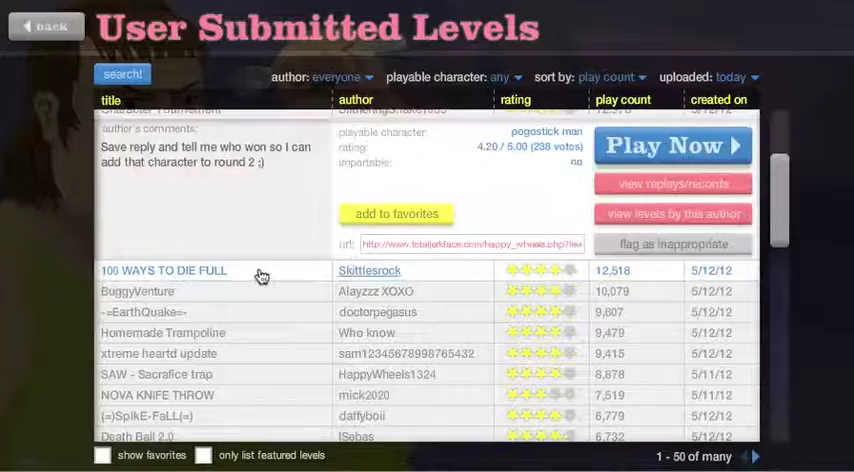 back
User Submitted Levels
search!
author: everyone playable character: any sort by: play count uploaded: today
title author rating play count created on
Character Tournament
author's comments:
Save reply and tell me who won so I can
add that character to round 2 ;)
playable character: pogostick man
rating: 4.20 / 5.00 (238 votes)
importable: no
add to favorites
url: http://www.totaljerkface.com/happy_wheels.php?lev
Play Now
view replays/records
view levels by this author
flag as inappropriate
100 WAYS TO DIE FULL Skittlesrock 12,518 5/12/12
BuggyVenture Alayzzz XOXO 10,079 5/12/12
-=EarthQuake=- doctorpegasus 9,607 5/12/12
Homemade Trampoline Who know 9,479 5/12/12
xtreme heartd update sam12345678998765432 9,415 5/12/12
SAW - Sacrafice trap HappyWheels1324 8,878 5/11/12
NOVA KNIFE THROW mick2020 7,519 5/11/12
(=)SpIkE-FaLL(=) daffyboii 6,779 5/12/12
Death Ball 2.0 ISebas 6,732 5/12/12
show favorites only list featured levels 1 - 50 of many